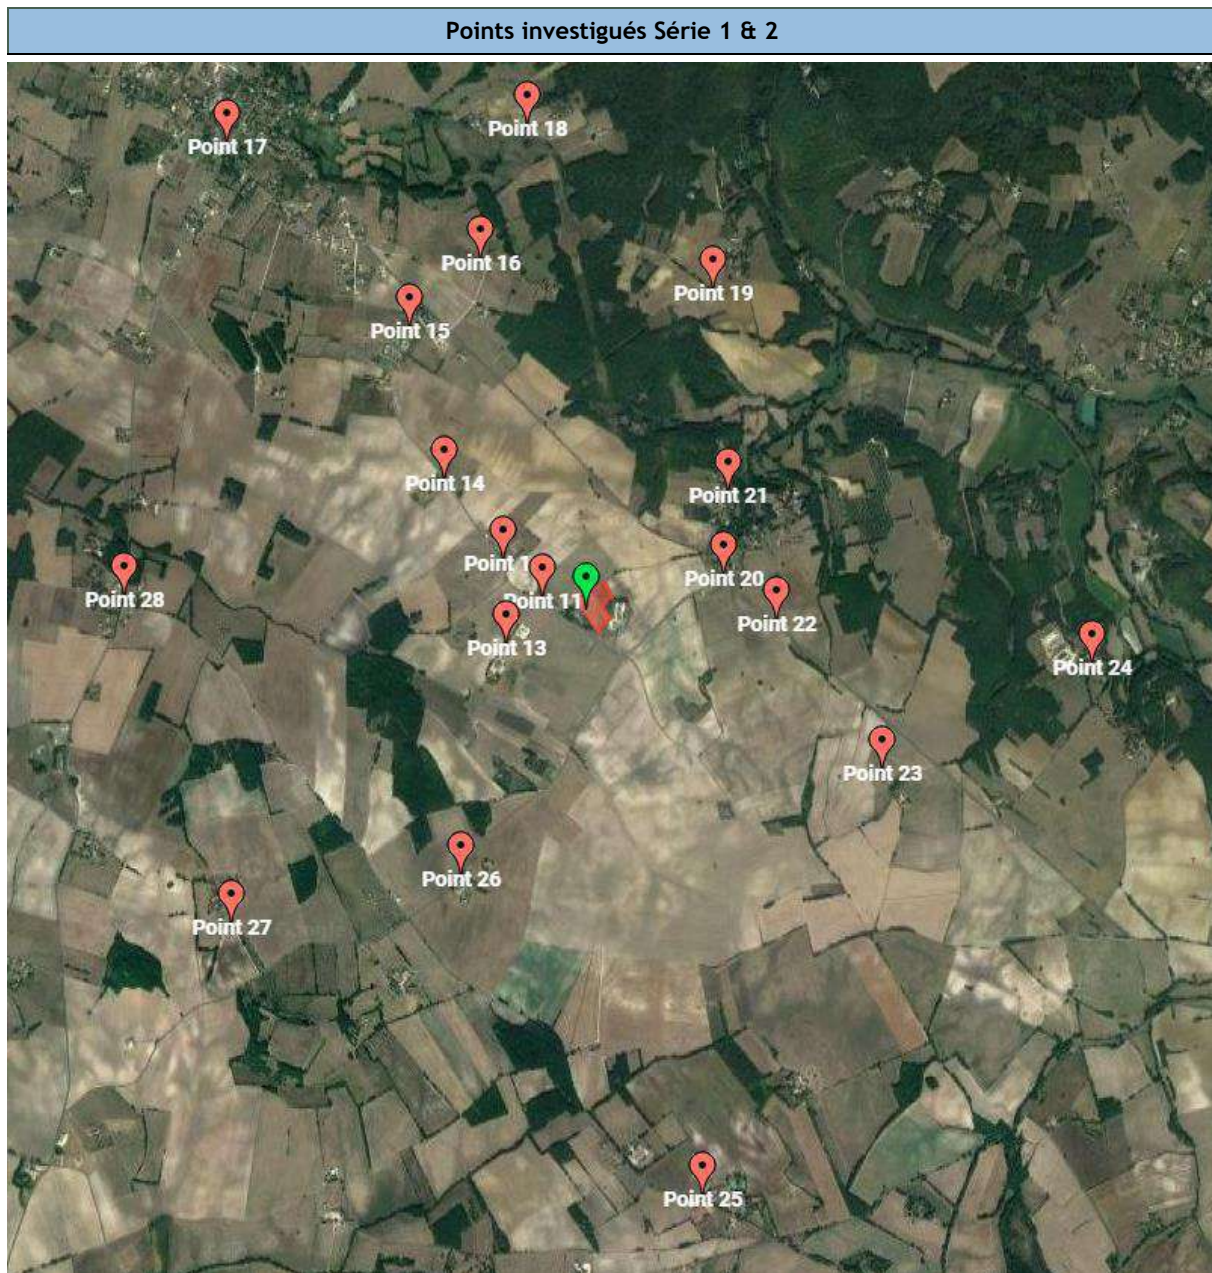 Points investigués Série 1 & 2
Point 18
Point 17
Point 16
Point 19
Point 15
Point 14
Point 21
Point 1
Point 20
Point 28
Point 11
Point 22
Point 13
Point 24
Point 23
Point 26
Point 27
Point 25